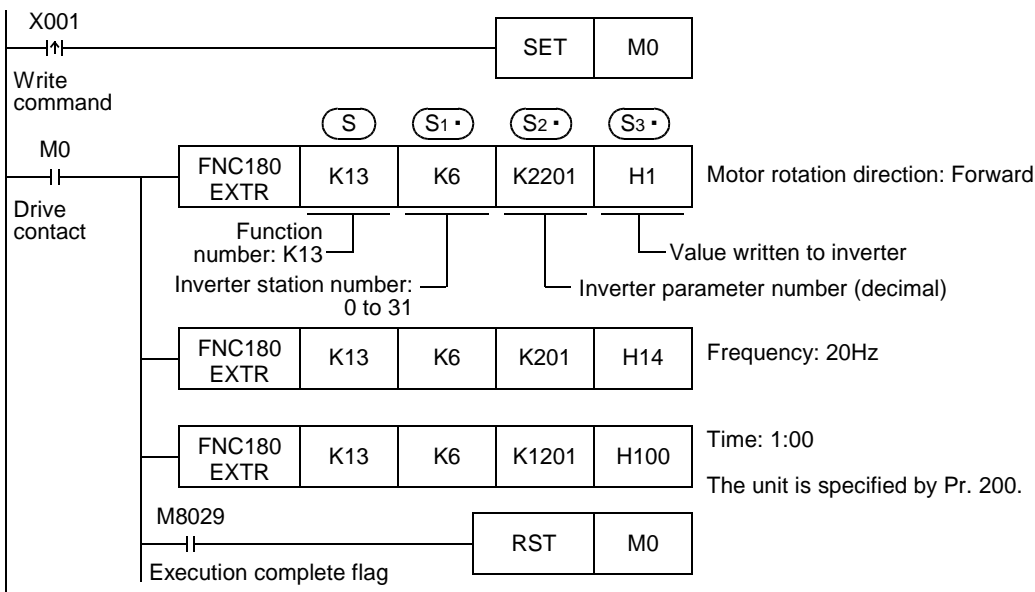 X001
SET M0
Write
command
S S1· S2· S3·
M0
FNC180
EXTR K13 K6 K2201 H1 Motor rotation direction: Forward
Drive
contact
Function
number: K13
Value written to inverter
Inverter station number:
0 to 31
Inverter parameter number (decimal)
FNC180
EXTR K13 K6 K201 H14 Frequency: 20Hz
FNC180
EXTR K13 K6 K1201 H100 Time: 1:00
The unit is specified by Pr. 200.
M8029
RST M0
Execution complete flag